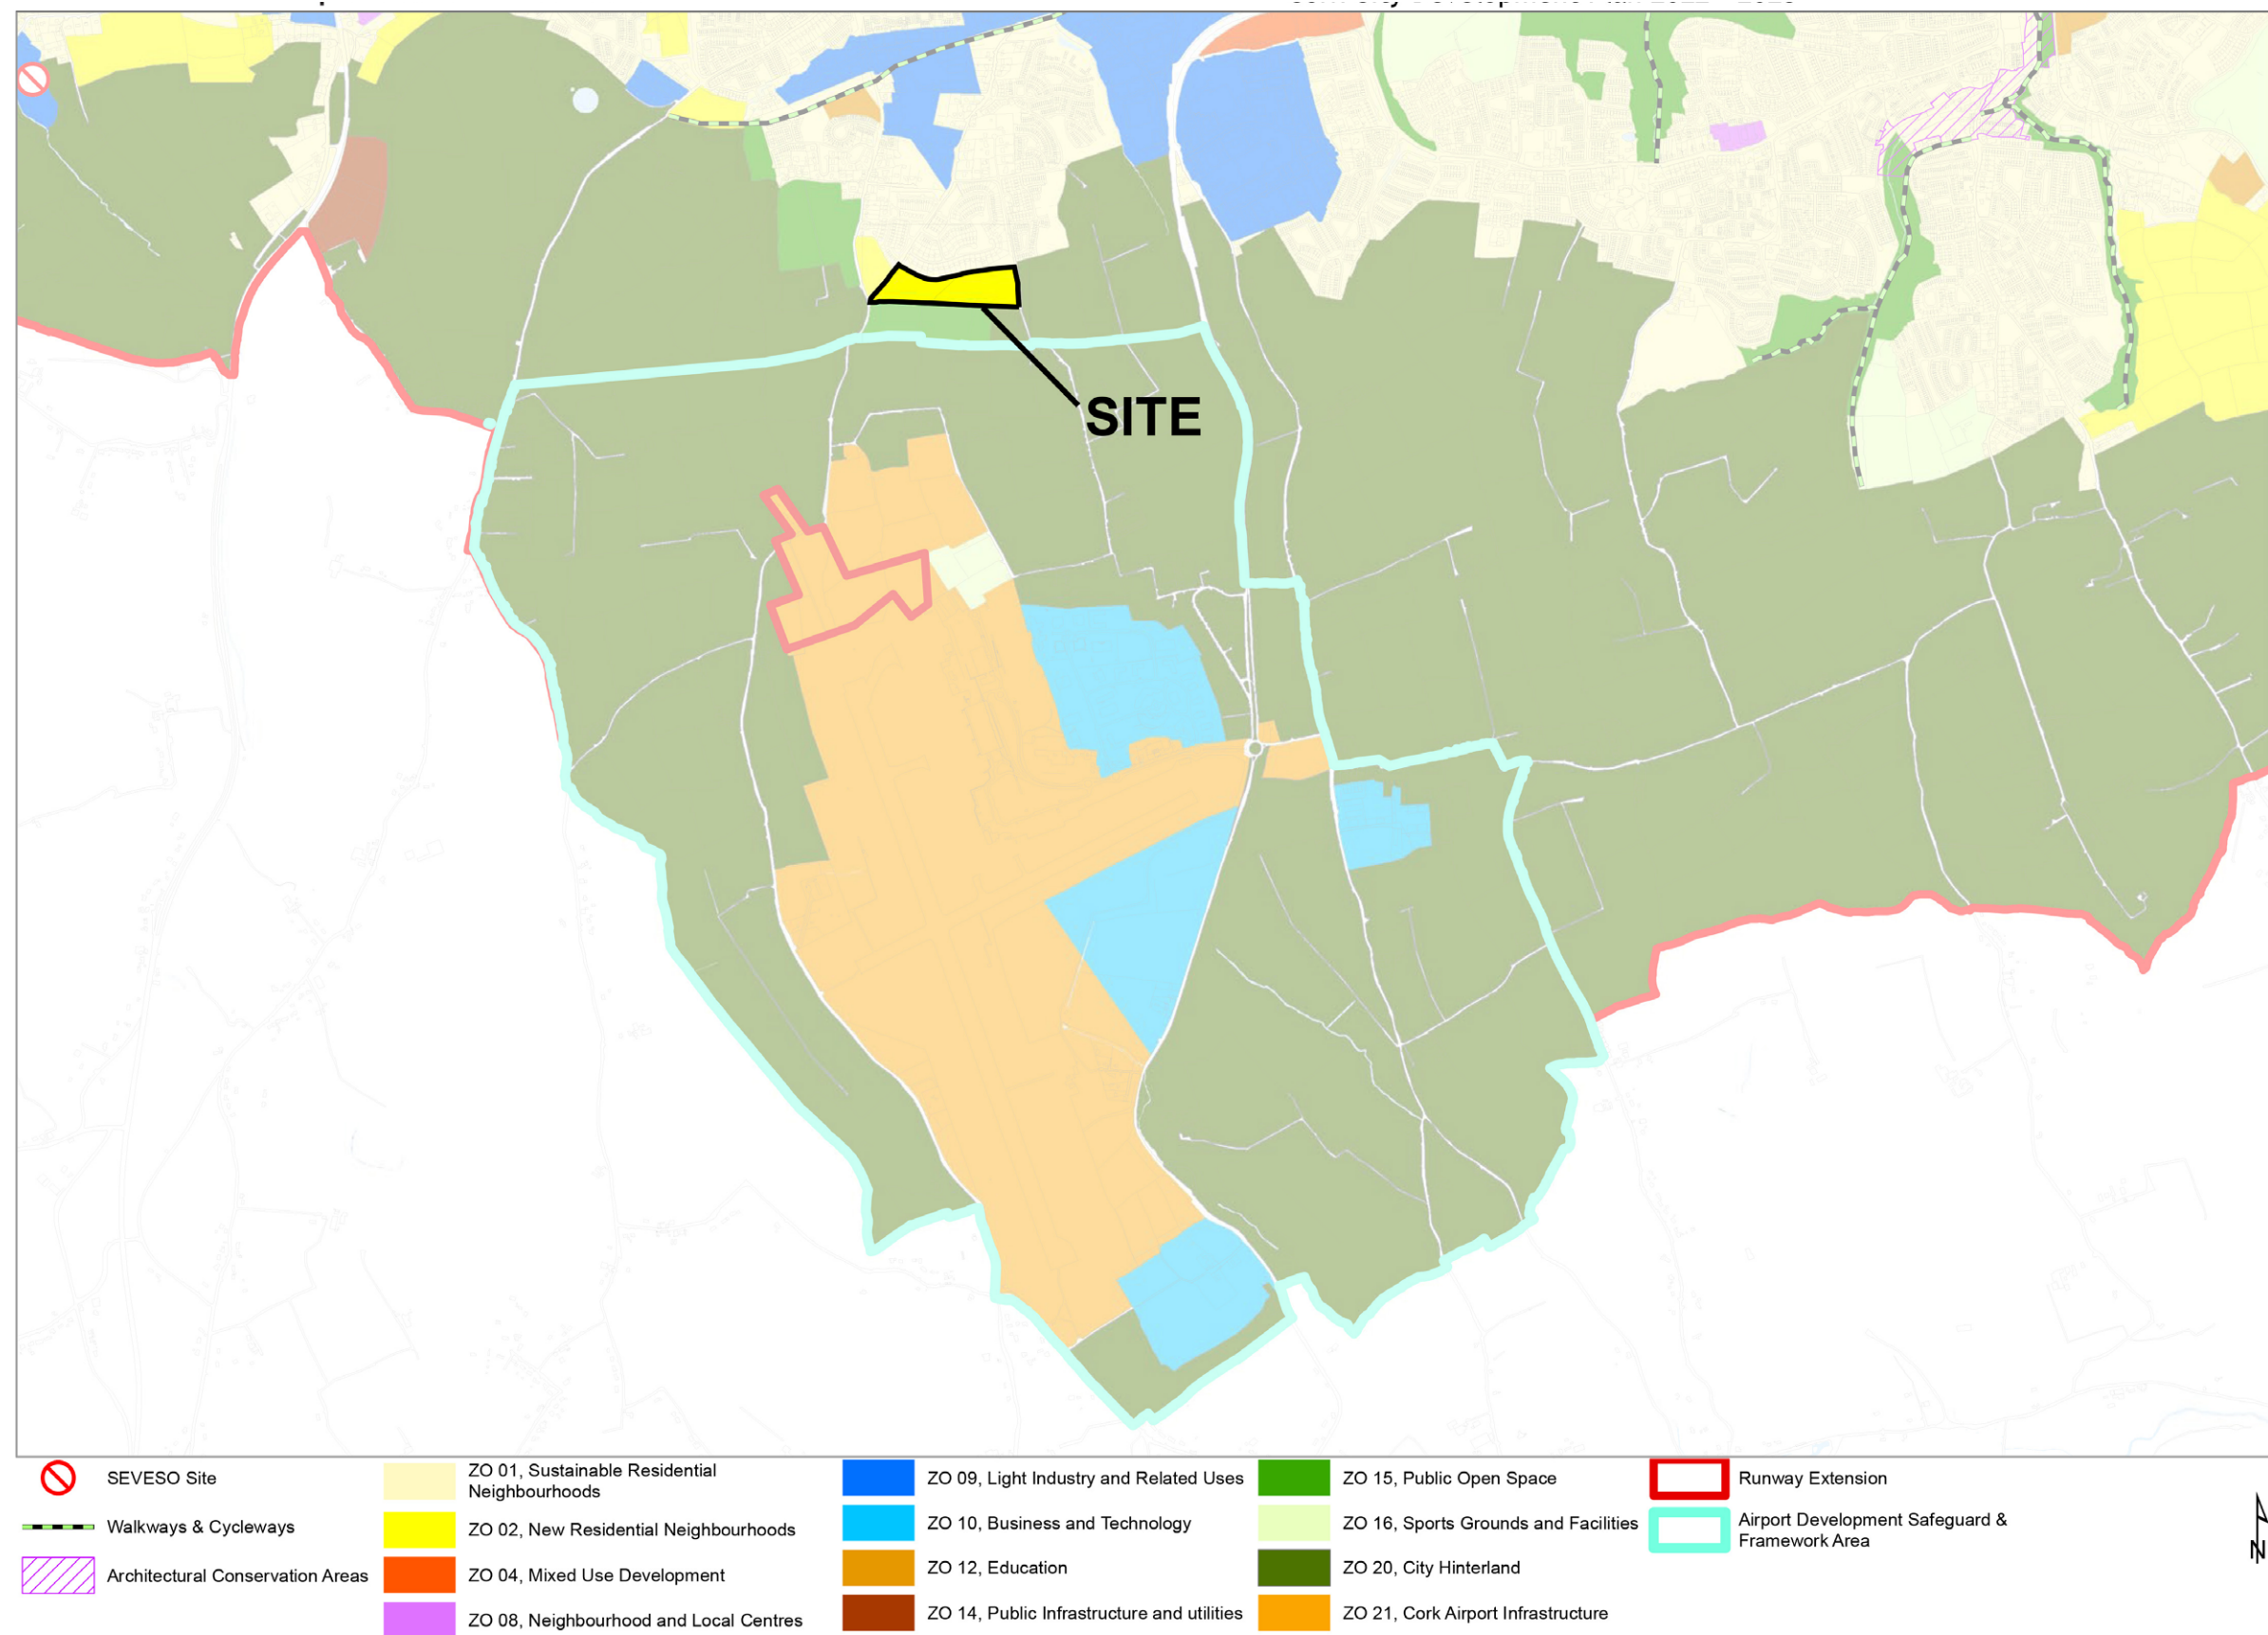 SITE
SEVESO Site
Walkways & Cycleways
Architectural Conservation Areas
ZO 01, Sustainable Residential
Neighbourhoods
ZO 02, New Residential Neighbourhoods
ZO 04, Mixed Use Development
ZO 08, Neighbourhood and Local Centres
ZO 09, Light Industry and Related Uses
ZO 10, Business and Technology
ZO 12, Education
ZO 14, Public Infrastructure and utilities
ZO 15, Public Open Space
ZO 16, Sports Grounds and Facilities
ZO 20, City Hinterland
ZO 21, Cork Airport Infrastructure
Runway Extension
Airport Development Safeguard &
Framework Area
N